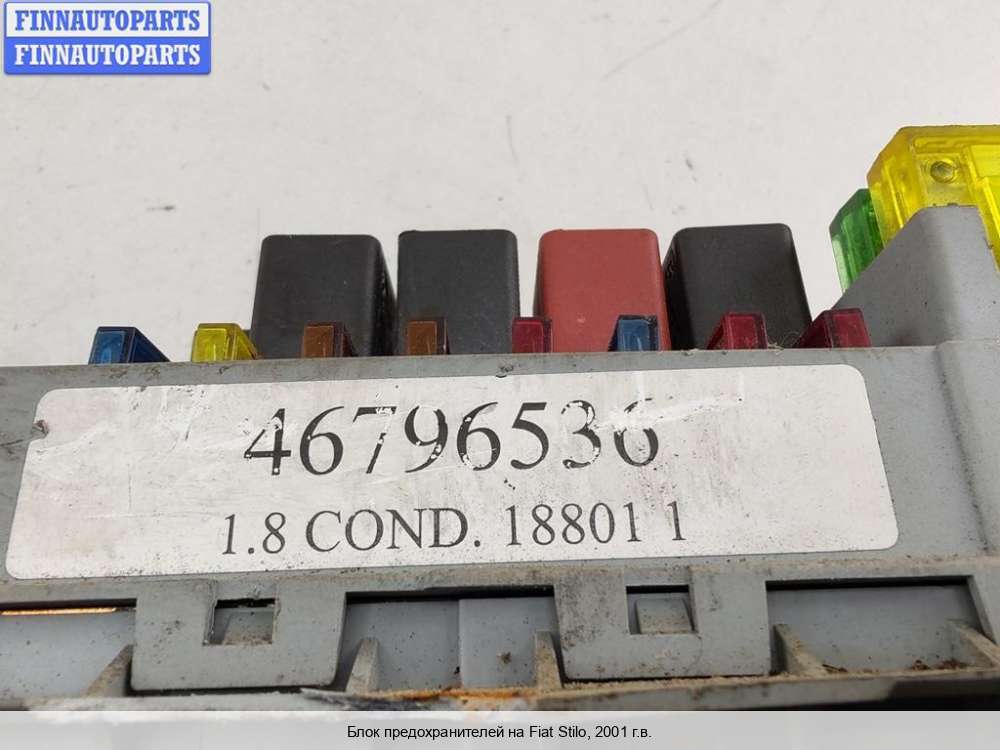 FINNAUTOPARTS
FINNAUTOPARTS
46796536
1.8 COND. 18801 1
Блок предохранителей на Fiat Stilo, 2001 г.в.